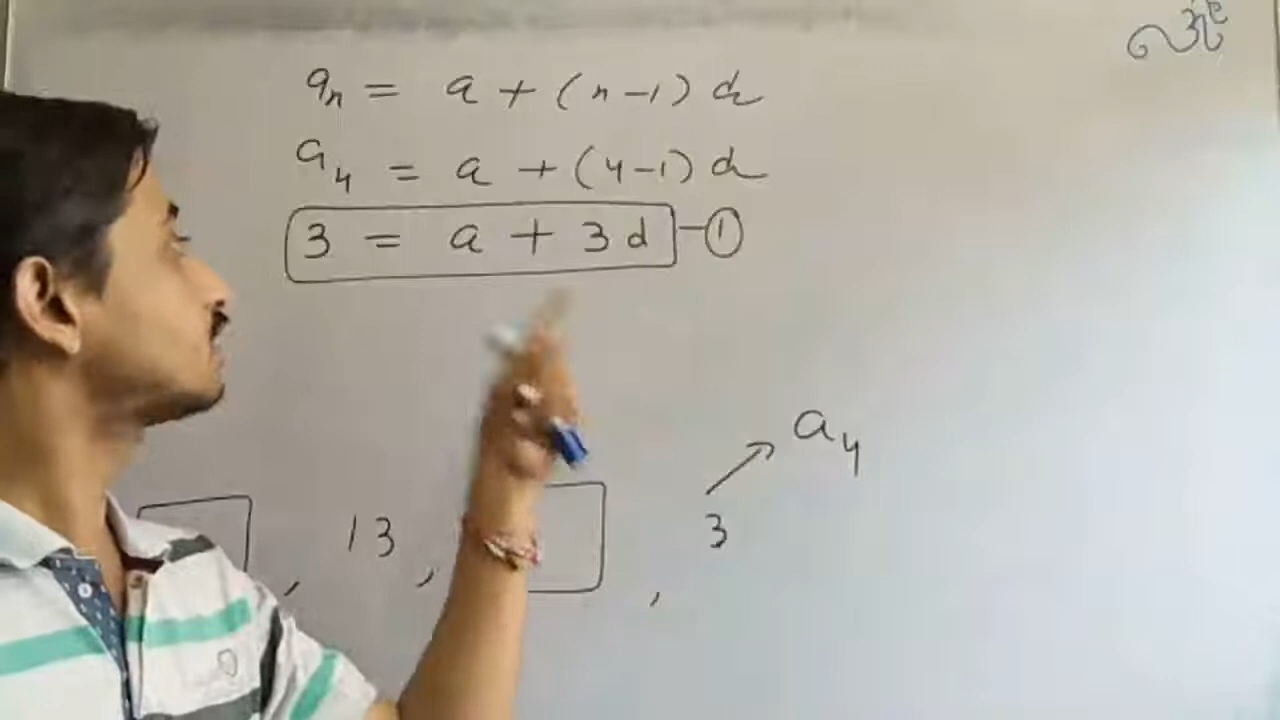 aₙ = a + (n-1) d
a₄ = a + (4-1) d
3 = a + 3d -①
a₄
, 13, , 3